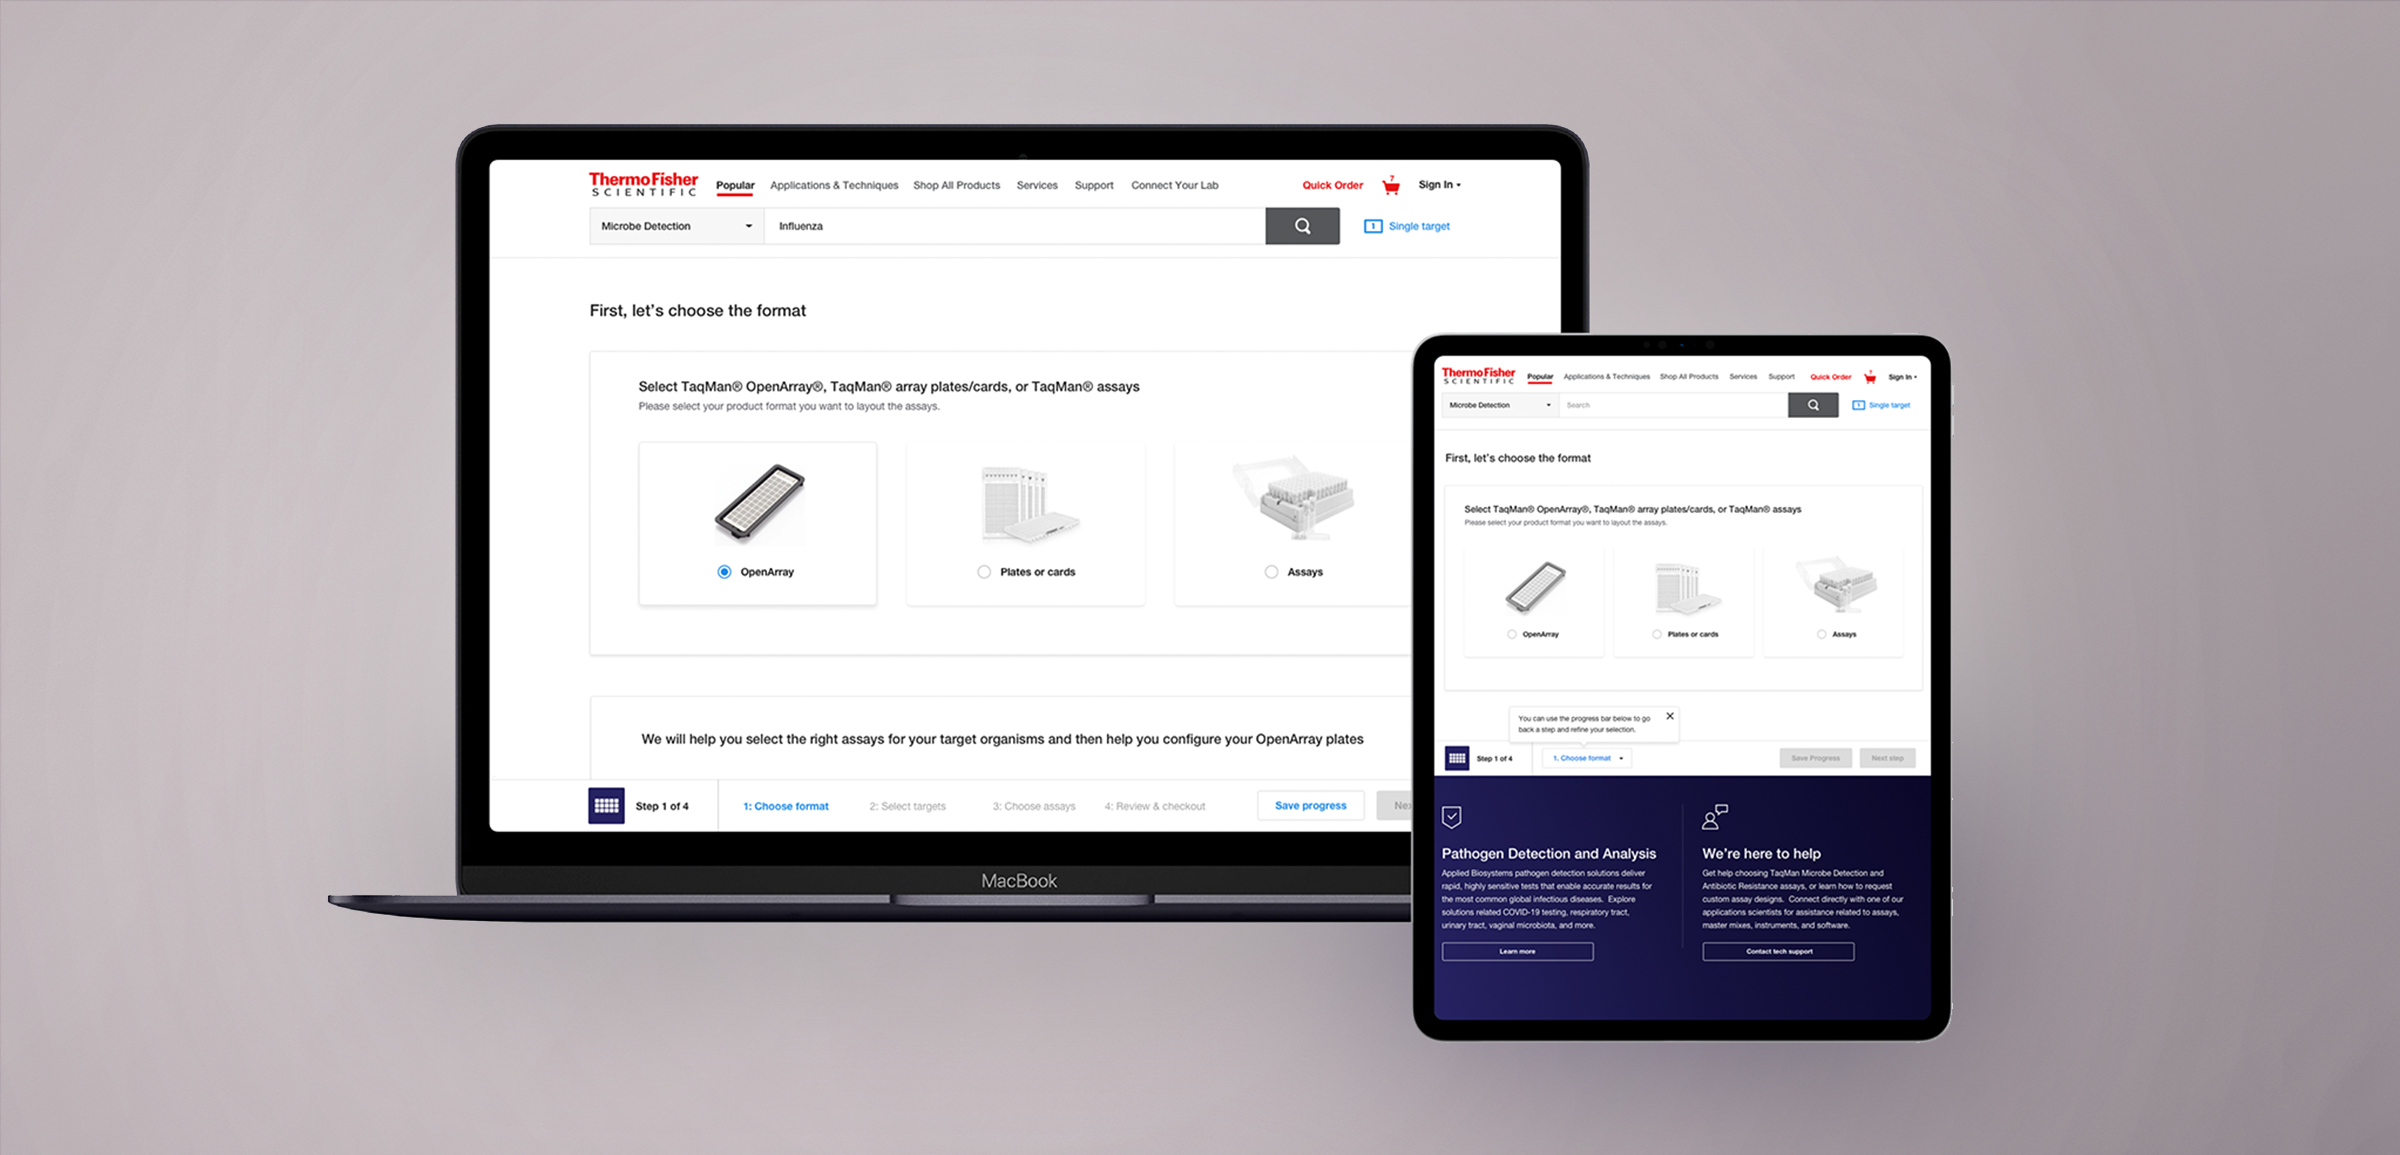 ThermoFisher
SCIENTIFIC
Popular Applications & Techniques Shop All Products Services Support Connect Your Lab Quick Order 7 Sign In
Microbe Detection Influenza 1 Single target
First, let's choose the format
Select TaqMan® OpenArray®, TaqMan® array plates/cards, or TaqMan® assays
Please select your product format you want to layout the assays.
OpenArray Plates or cards Assays
We will help you select the right assays for your target organisms and then help you configure your OpenArray plates
Step 1 of 4 1: Choose format 2: Select targets 3: Choose assays 4: Review & checkout Save progress
MacBook
ThermoFisher
SCIENTIFIC
Popular Applications & Techniques Shop All Products Services Support Quick Order 7 Sign In
Microbe Detection Search 1 Single target
First, let's choose the format
Select TaqMan® OpenArray®, TaqMan® array plates/cards, or TaqMan® assays
Please select your product format you want to layout the assays.
OpenArray Plates or cards Assays
You can use the progress bar below to go
back a step and refine your selection.
Step 1 of 4 1. Choose format Save Progress Next step
Pathogen Detection and Analysis
Applied Biosystems pathogen detection solutions deliver
rapid, highly sensitive tests that enable accurate results for
the most common global infectious diseases. Explore
solutions related COVID-19 testing, respiratory tract,
urinary tract, vaginal microbiota, and more.
Learn more
We're here to help
Get help choosing TaqMan Microbe Detection and
Antibiotic Resistance assays, or learn how to request
custom assay designs. Connect directly with one of our
applications scientists for assistance related to assays,
master mixes, instruments, and software.
Contact tech support